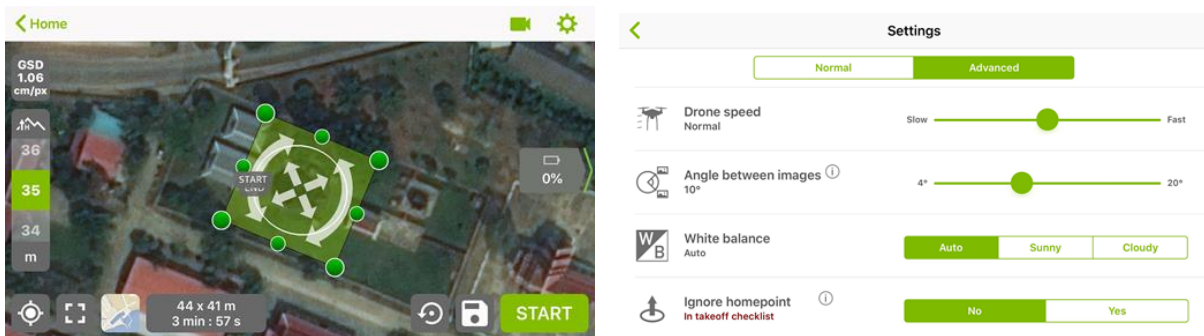 Home
GSD
1.06
cm/px
36
35
34
m
START
END
0%
44 x 41 m
3 min : 57 s
START
Settings
Normal
Advanced
Drone speed
Normal
Slow
Fast
Angle between images
10°
4°
20°
W
B
White balance
Auto
Auto
Sunny
Cloudy
Ignore homepoint
In takeoff checklist
No
Yes